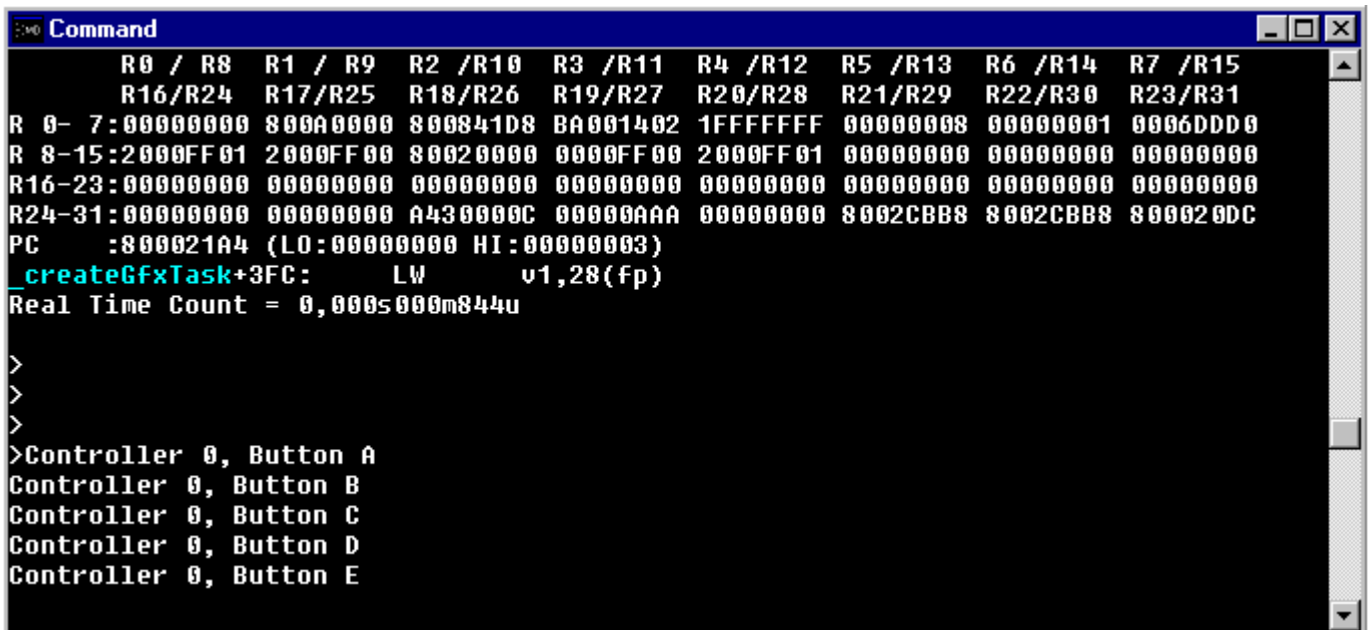 Command
R0 / R8 R1 / R9 R2 /R10 R3 /R11 R4 /R12 R5 /R13 R6 /R14 R7 /R15
R16/R24 R17/R25 R18/R26 R19/R27 R20/R28 R21/R29 R22/R30 R23/R31
R 0- 7:00000000 800A0000 800841D8 BA001402 1FFFFFFF 00000008 00000001 0006DDD0
R 8-15:2000FF01 2000FF00 80020000 0000FF00 2000FF01 00000000 00000000 00000000
R16-23:00000000 00000000 00000000 00000000 00000000 00000000 00000000 00000000
R24-31:00000000 00000000 A430000C 00000AAA 00000000 8002CBB8 8002CBB8 800020DC
PC :800021A4 (LO:00000000 HI:00000003)
_createGfxTask+3FC: LW v1,28(fp)
Real Time Count = 0,000s000m844u
>
>
>
>Controller 0, Button A
Controller 0, Button B
Controller 0, Button C
Controller 0, Button D
Controller 0, Button E